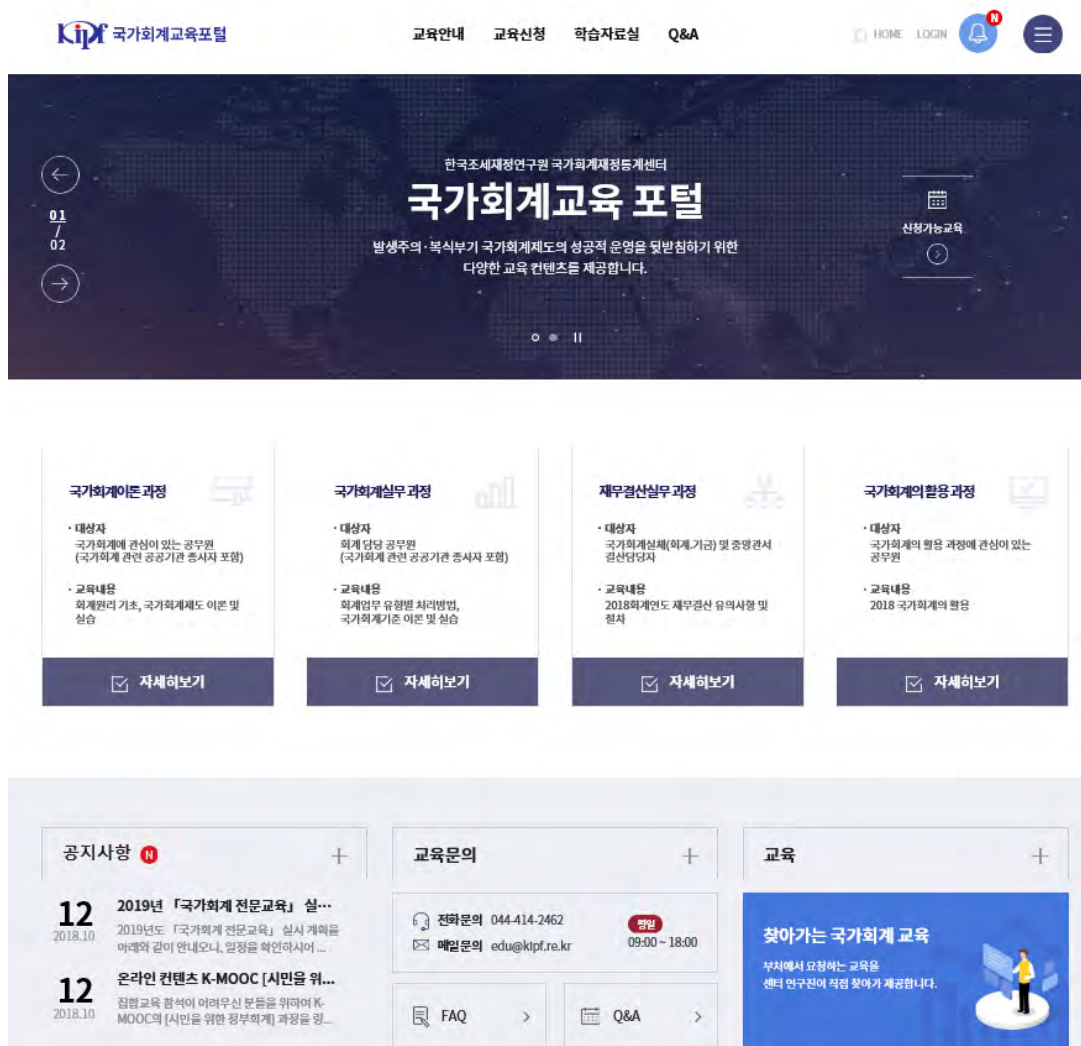 Kipf 국가회계교육포털
교육안내 교육신청 학습자료실 Q&A
HOME LOGIN N
한국조세재정연구원 국가회계재정통계센터
국가회계교육 포털
발생주의·복식부기 국가회계제도의 성공적 운영을 뒷받침하기 위한
다양한 교육 컨텐츠를 제공합니다.
01
/
02
신청가능교육
국가회계이론 과정
· 대상자
국가회계에 관심이 있는 공무원
(국가회계 관련 공공기관 종사자 포함)
· 교육내용
회계원리 기초, 국가회계제도 이론 및
실습
자세히보기
국가회계실무 과정
· 대상자
회계 담당 공무원
(국가회계 관련 공공기관 종사자 포함)
· 교육내용
회계업무 유형별 처리방법,
국가회계기준 이론 및 실습
자세히보기
재무결산실무 과정
· 대상자
국가회계실체(회계.기금) 및 중앙관서
결산담당자
· 교육내용
2018회계연도 재무결산 유의사항 및
절차
자세히보기
국가회계의 활용 과정
· 대상자
국가회계의 활용 과정에 관심이 있는
공무원
· 교육내용
2018 국가회계의 활용
자세히보기
공지사항 N
12
2018.10
2019년 「국가회계 전문교육」 실…
2019년도 「국가회계 전문교육」 실시 계획을
아래와 같이 안내오니, 일정을 확인하시어 ...
12
2018.10
온라인 컨텐츠 K-MOOC [시민을 위...
집합교육 참석이 어려우신 분들을 위하여 K-
MOOC의 [시민을 위한 정부회계] 과정을 링...
교육문의
전화문의 044-414-2462
메일문의 edu@kipf.re.kr
평일
09:00 ~ 18:00
FAQ
Q&A
교육
찾아가는 국가회계 교육
부처에서 요청하는 교육을
센터 연구진이 직접 찾아가 제공합니다.